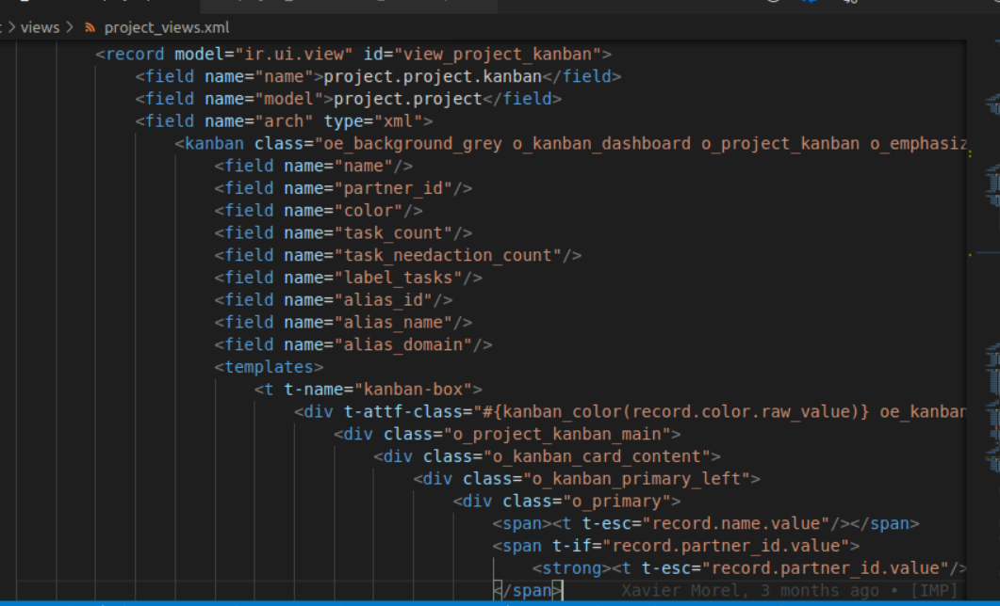 views > project_views.xml
<record model="ir.ui.view" id="view_project_kanban">
<field name="name">project.project.kanban</field>
<field name="model">project.project</field>
<field name="arch" type="xml">
<kanban class="oe_background_grey o_kanban_dashboard o_project_kanban o_emphasiz
<field name="name"/>
<field name="partner_id"/>
<field name="color"/>
<field name="task_count"/>
<field name="task_needaction_count"/>
<field name="label_tasks"/>
<field name="alias_id"/>
<field name="alias_name"/>
<field name="alias_domain"/>
<templates>
<t t-name="kanban-box">
<div t-attf-class="#{kanban_color(record.color.raw_value)} oe_kanban
<div class="o_project_kanban_main">
<div class="o_kanban_card_content">
<div class="o_kanban_primary_left">
<div class="o_primary">
<span><t t-esc="record.name.value"/></span>
<span t-if="record.partner_id.value">
<strong><t t-esc="record.partner_id.value"/>
</span> Xavier Morel, 3 months ago • [IMP]